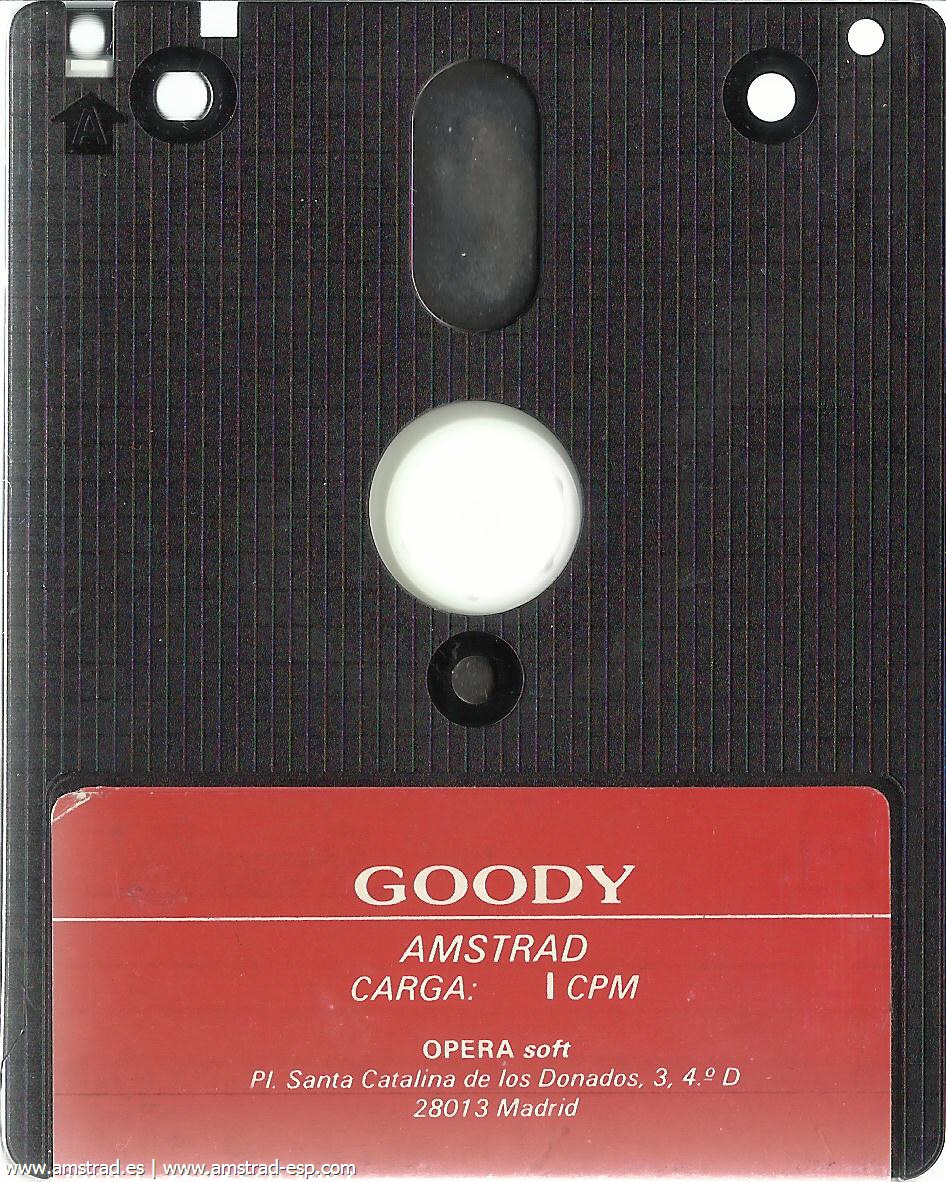 A
GOODY
AMSTRAD
CARGA: | CPM
OPERA soft
Pl. Santa Catalina de los Donados, 3, 4.º D
28013 Madrid
www.amstrad.es | www.amstrad-esp.com